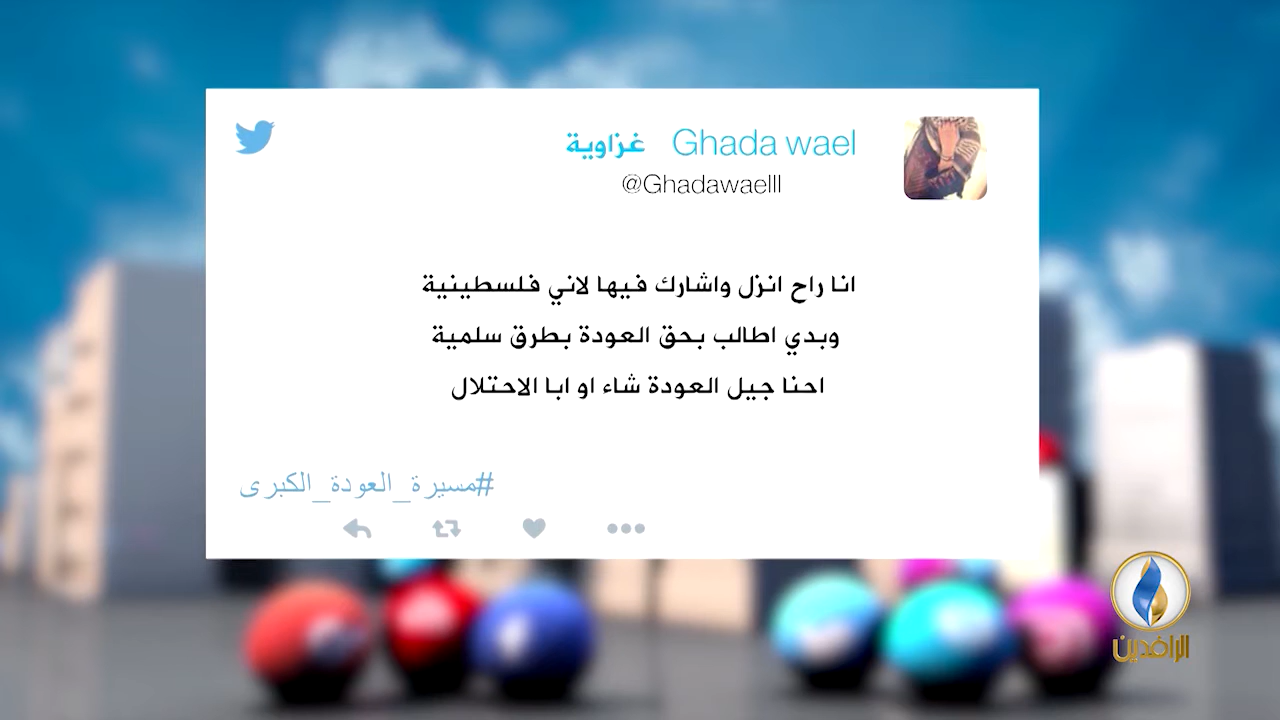 غزاوية Ghada wael
@Ghadawaelll
انا راح انزل واشارك فيها لاني فلسطينية
وبدي اطالب بحق العودة بطرق سلمية
احنا جيل العودة شاء او ابا الاحتلال
#مسيرة_العودة_الكبرى
الرافدين